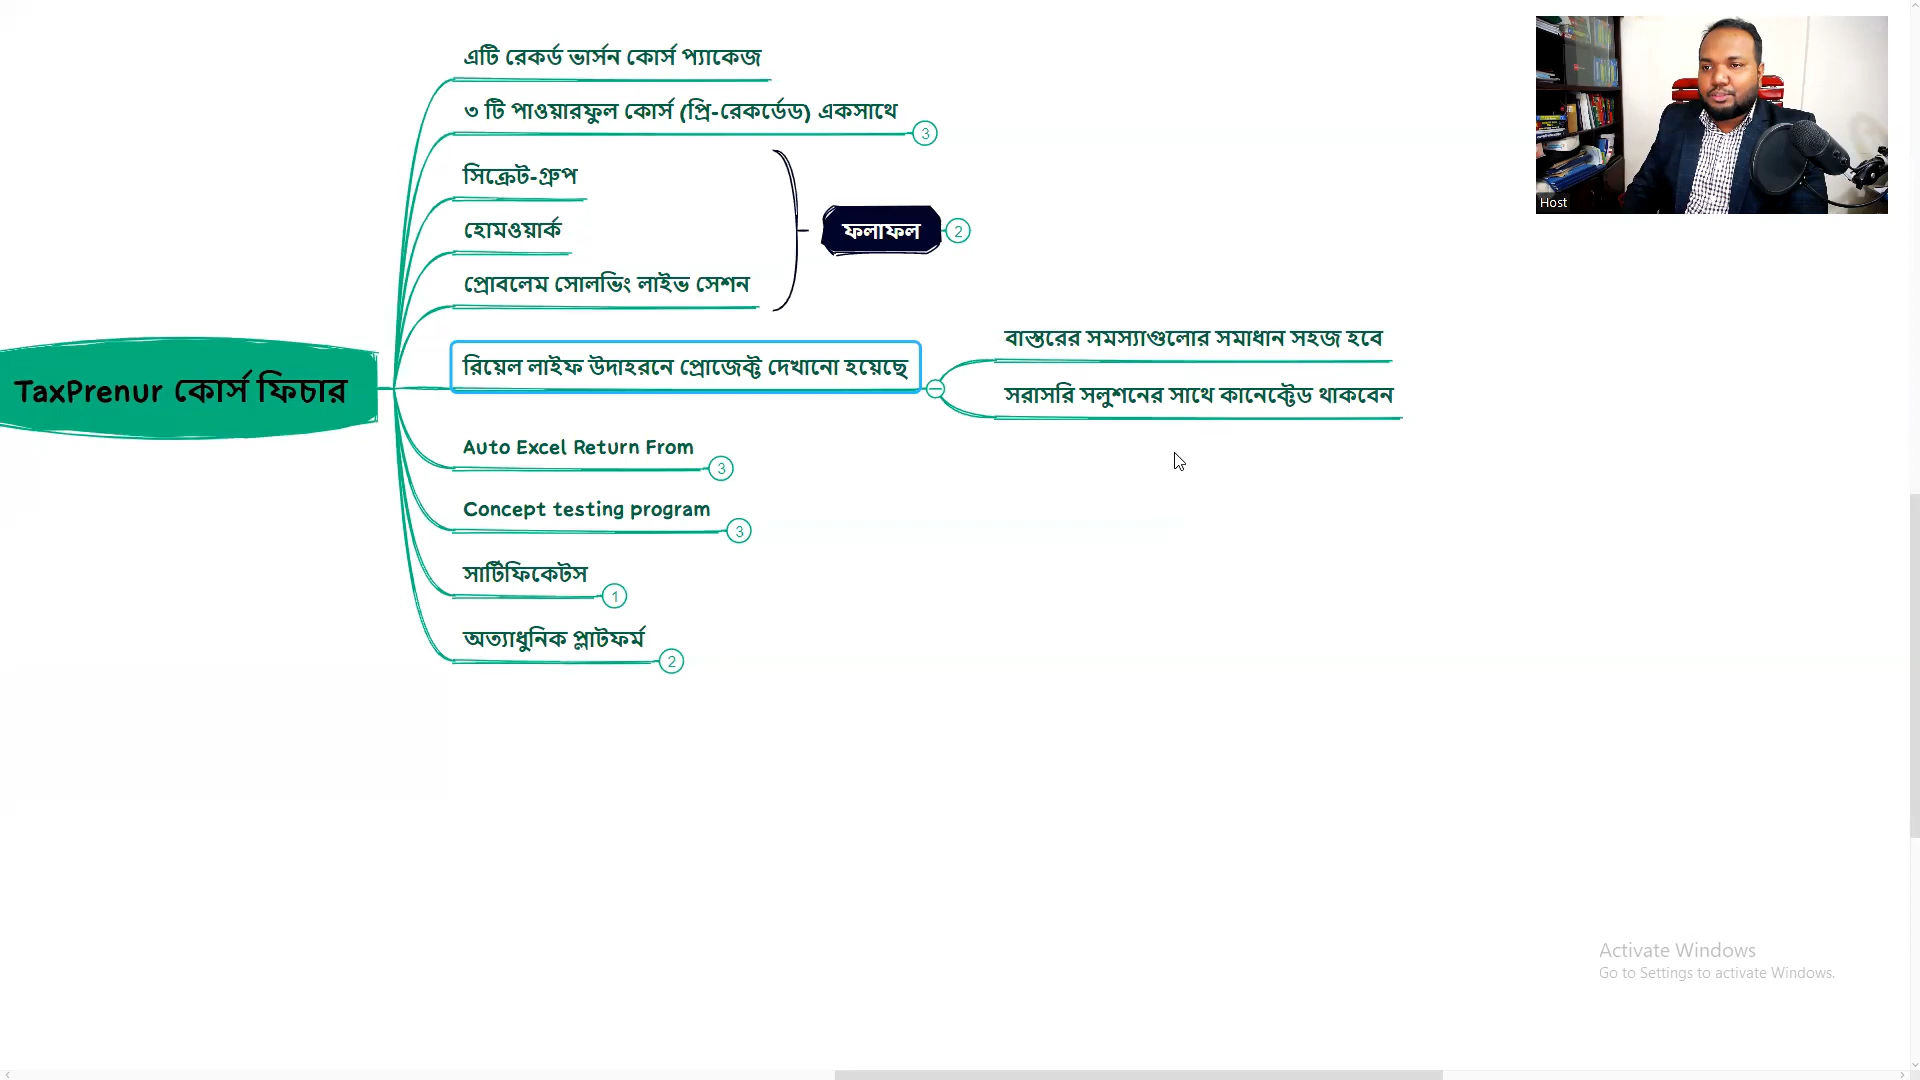 এটি রেকর্ড ভার্সন কোর্স প্যাকেজ
৩ টি পাওয়ারফুল কোর্স (প্রি-রেকর্ডেড) একসাথে
3
সিক্রেট-গ্রুপ
হোমওয়ার্ক
প্রোবলেম সোলভিং লাইভ সেশন
ফলাফল
2
TaxPrenur কোর্স ফিচার
রিয়েল লাইফ উদাহরনে প্রোজেক্ট দেখানো হয়েছে
বাস্তবের সমস্যাগুলোর সমাধান সহজ হবে
সরাসরি সলুশনের সাথে কানেক্টেড থাকবেন
Auto Excel Return From
3
Concept testing program
3
সার্টিফিকেটস
1
অত্যাধুনিক প্লাটফর্ম
2
Host
Activate Windows
Go to Settings to activate Windows.